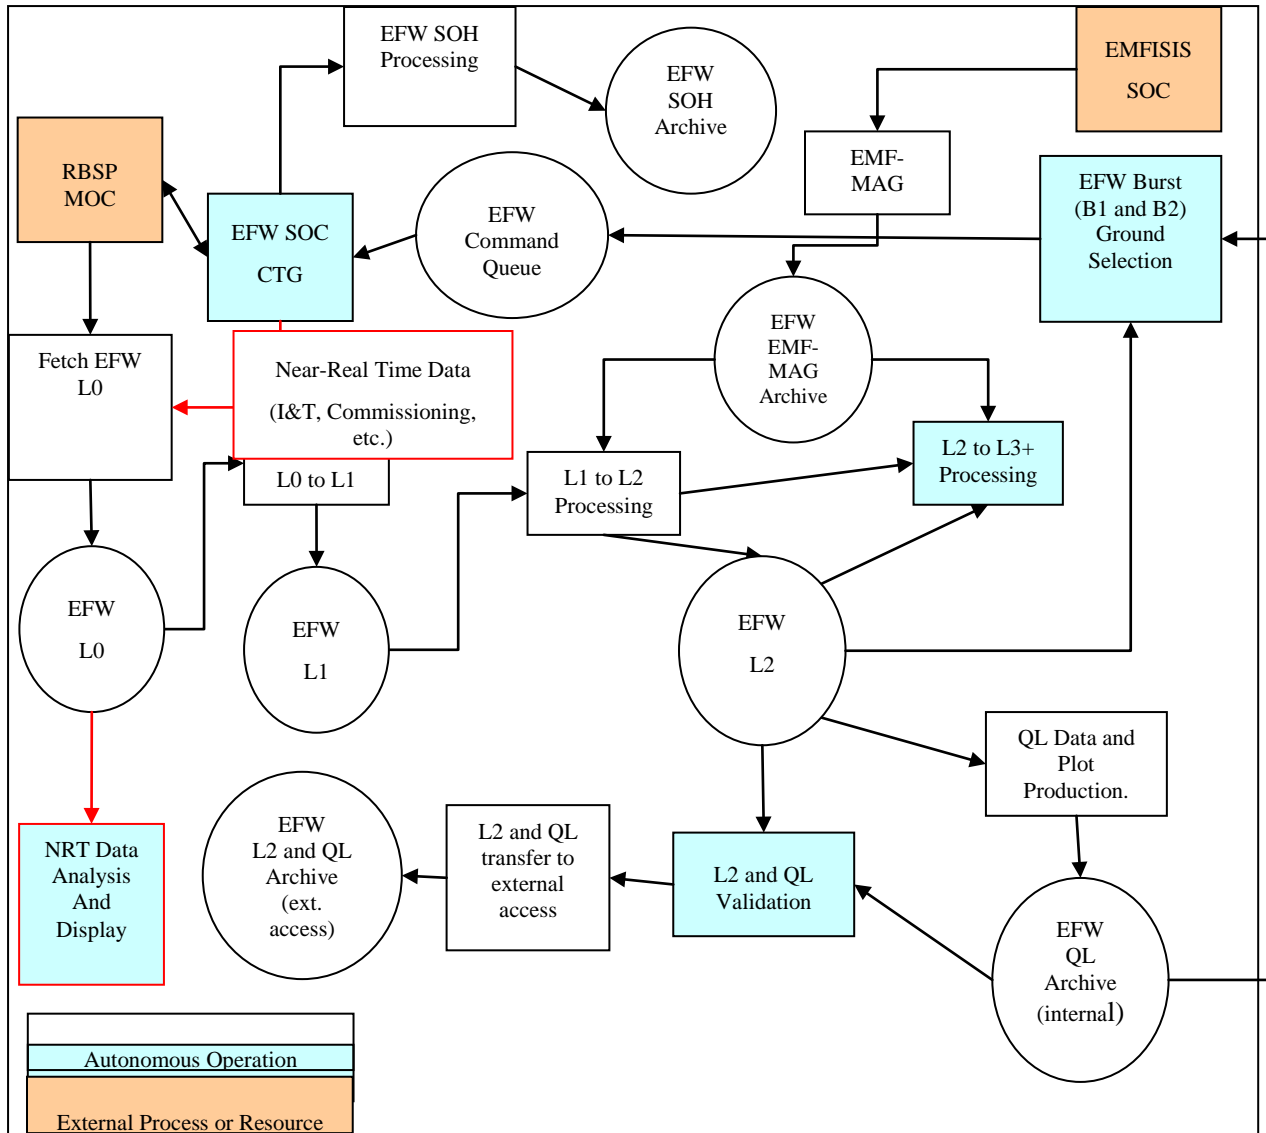 EFW SOH
Processing
EFW
SOH
Archive
EMFISIS
SOC
RBSP
MOC
EFW SOC
CTG
EFW
Command
Queue
EMF-
MAG
EFW Burst
(B1 and B2)
Ground
Selection
Fetch EFW
L0
Near-Real Time Data
(I&T, Commissioning,
etc.)
EFW
EMF-
MAG
Archive
L0 to L1
L1 to L2
Processing
L2 to L3+
Processing
EFW
L0
EFW
L1
EFW
L2
QL Data and
Plot
Production.
NRT Data
Analysis
And
Display
EFW
L2 and QL
Archive
(ext.
access)
L2 and QL
transfer to
external
access
L2 and QL
Validation
EFW
QL
Archive
(internal)
Autonomous Operation
External Process or Resource